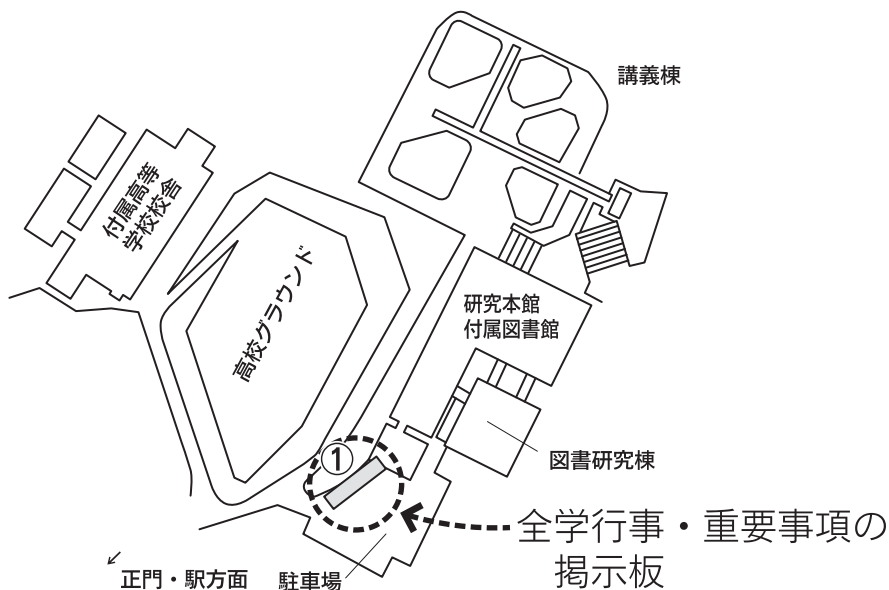 講義棟
付属高等
学校校舎
高校グラウンド
研究本館
付属図書館
①
図書研究棟
全学行事・重要事項の
掲示板
正門・駅方面
駐車場